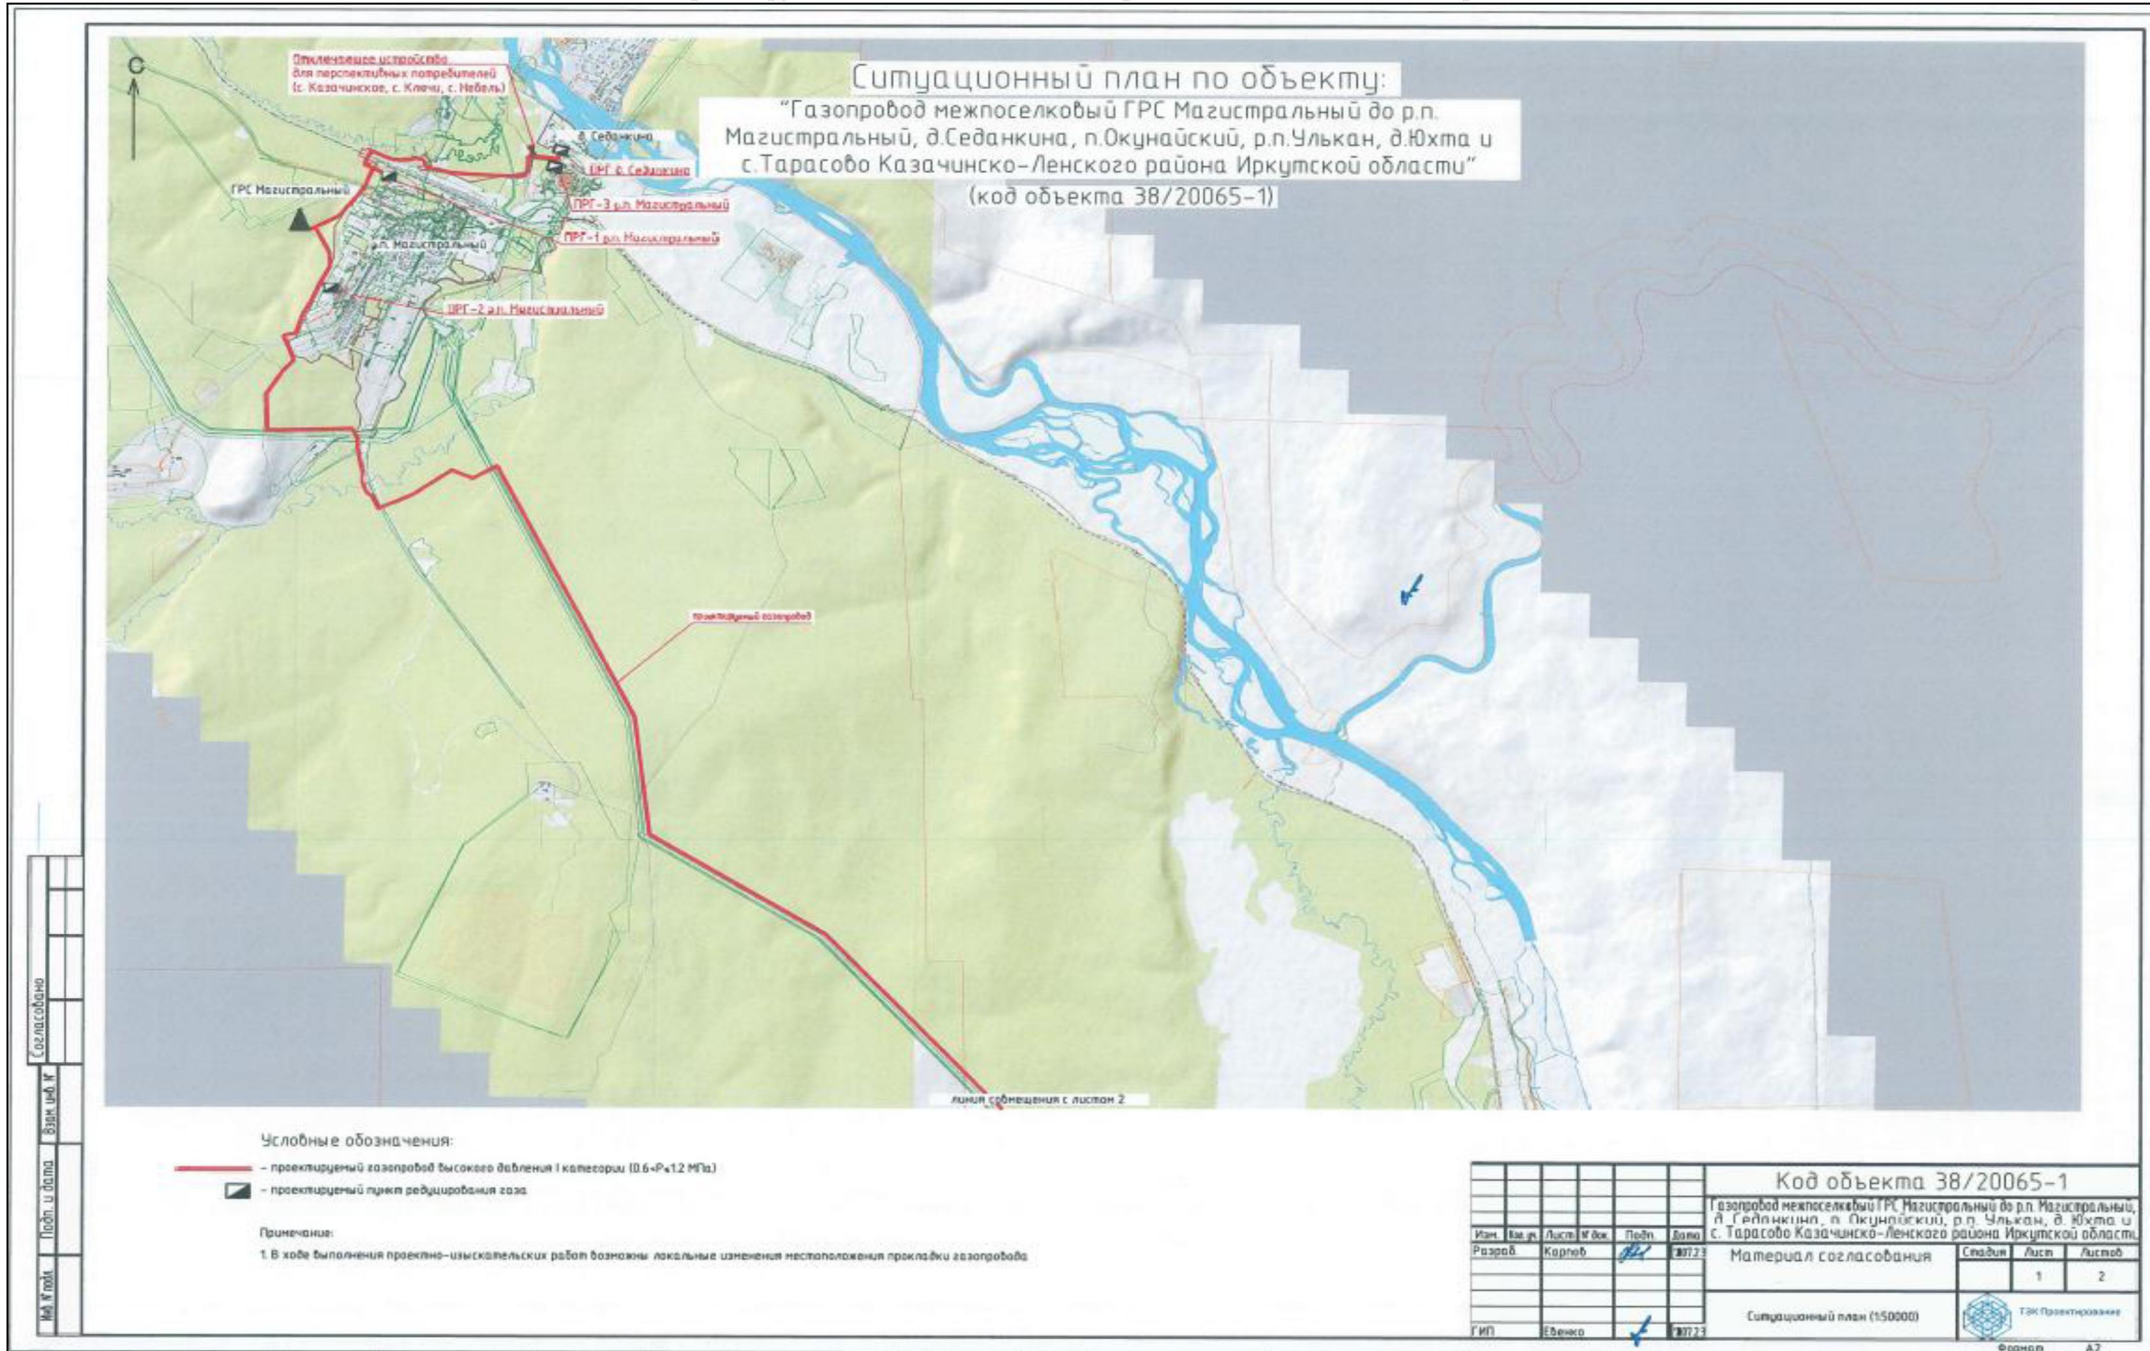 С
Отключающее устройство
для перспективных потребителей
(с. Казачинское, с. Ключи, с. Небель)
Ситуационный план по объекту:
"Газопровод межпоселковый ГРС Магистральный до р.п.
Магистральный, д.Седанкина, п.Окунайский, р.п.Улькан, д.Юхта и
с.Тарасово Казачинско-Ленского района Иркутской области"
(код объекта 38/20065-1)
д. Седанкина
ПРГ д. Седанкина
ГРС Магистральный
ПРГ-3 р.п. Магистральный
ПРГ-1 р.п. Магистральный
р.п. Магистральный
ПРГ-2 р.п. Магистральный
проектируемый газопровод
линия совмещения с листом 2
Условные обозначения:
- проектируемый газопровод высокого давления I категории (0.6<P≤1.2 МПа)
- проектируемый пункт редуцирования газа
Примечание:
1. В ходе выполнения проектно-изыскательских работ возможны локальные изменения местоположения прокладки газопровода
Согласовано
Взам. инв. №
Подп. и дата
Инв. № подл.
Код объекта 38/20065-1
Газопровод межпоселковый ГРС Магистральный до р.п. Магистральный,
д. Седанкина, п. Окунайский, р.п. Улькан, д. Юхта и
с. Тарасово Казачинско-Ленского района Иркутской области
Изм. Кол.уч. Лист № док. Подп. Дата
Разраб. Карпов 07.23
Материал согласования
Стадия Лист Листов
1 2
Ситуационный план (1:50000)
ТЭК Проектирование
ГИП Евенко 07.23
Формат А2